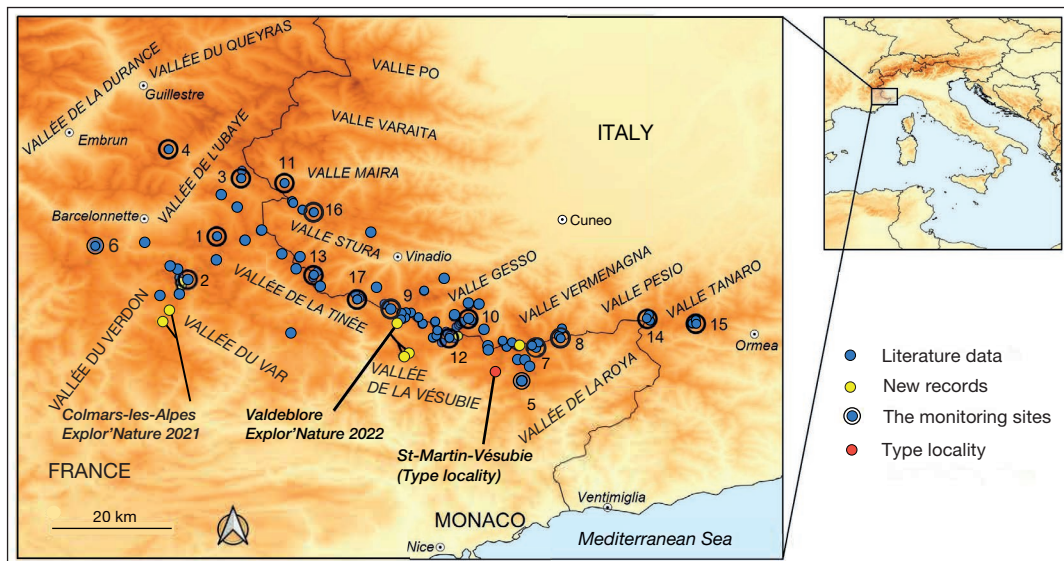 VALLÉE DE LA DURANCE
VALLÉE DU QUEYRAS
Guillestre
VALLE PO
Embrun
VALLE VARAITA
ITALY
4
VALLÉE DE L'UBAYE
3
11
VALLE MAIRA
Barcelonnette
16
Cuneo
6
1
VALLE STURA
Vinadio
13
2
VALLÉE DE LA TINÉE
17
9
VALLE GESSO
10
VALLE VERMENAGNA
VALLE PESIO
VALLE TANARO
14
15
Ormea
VALLÉE DU VERDON
VALLÉE DU VAR
12
7
8
VALLÉE
DE LA VÉSUBIE
5
VALLÉE DE LA ROYA
Colmars-les-Alpes
Explor'Nature 2021
Valdeblore
Explor'Nature 2022
St-Martin-Vésubie
(Type locality)
FRANCE
20 km
MONACO
Nice
Ventimiglia
Mediterranean Sea
Literature data
New records
The monitoring sites
Type locality